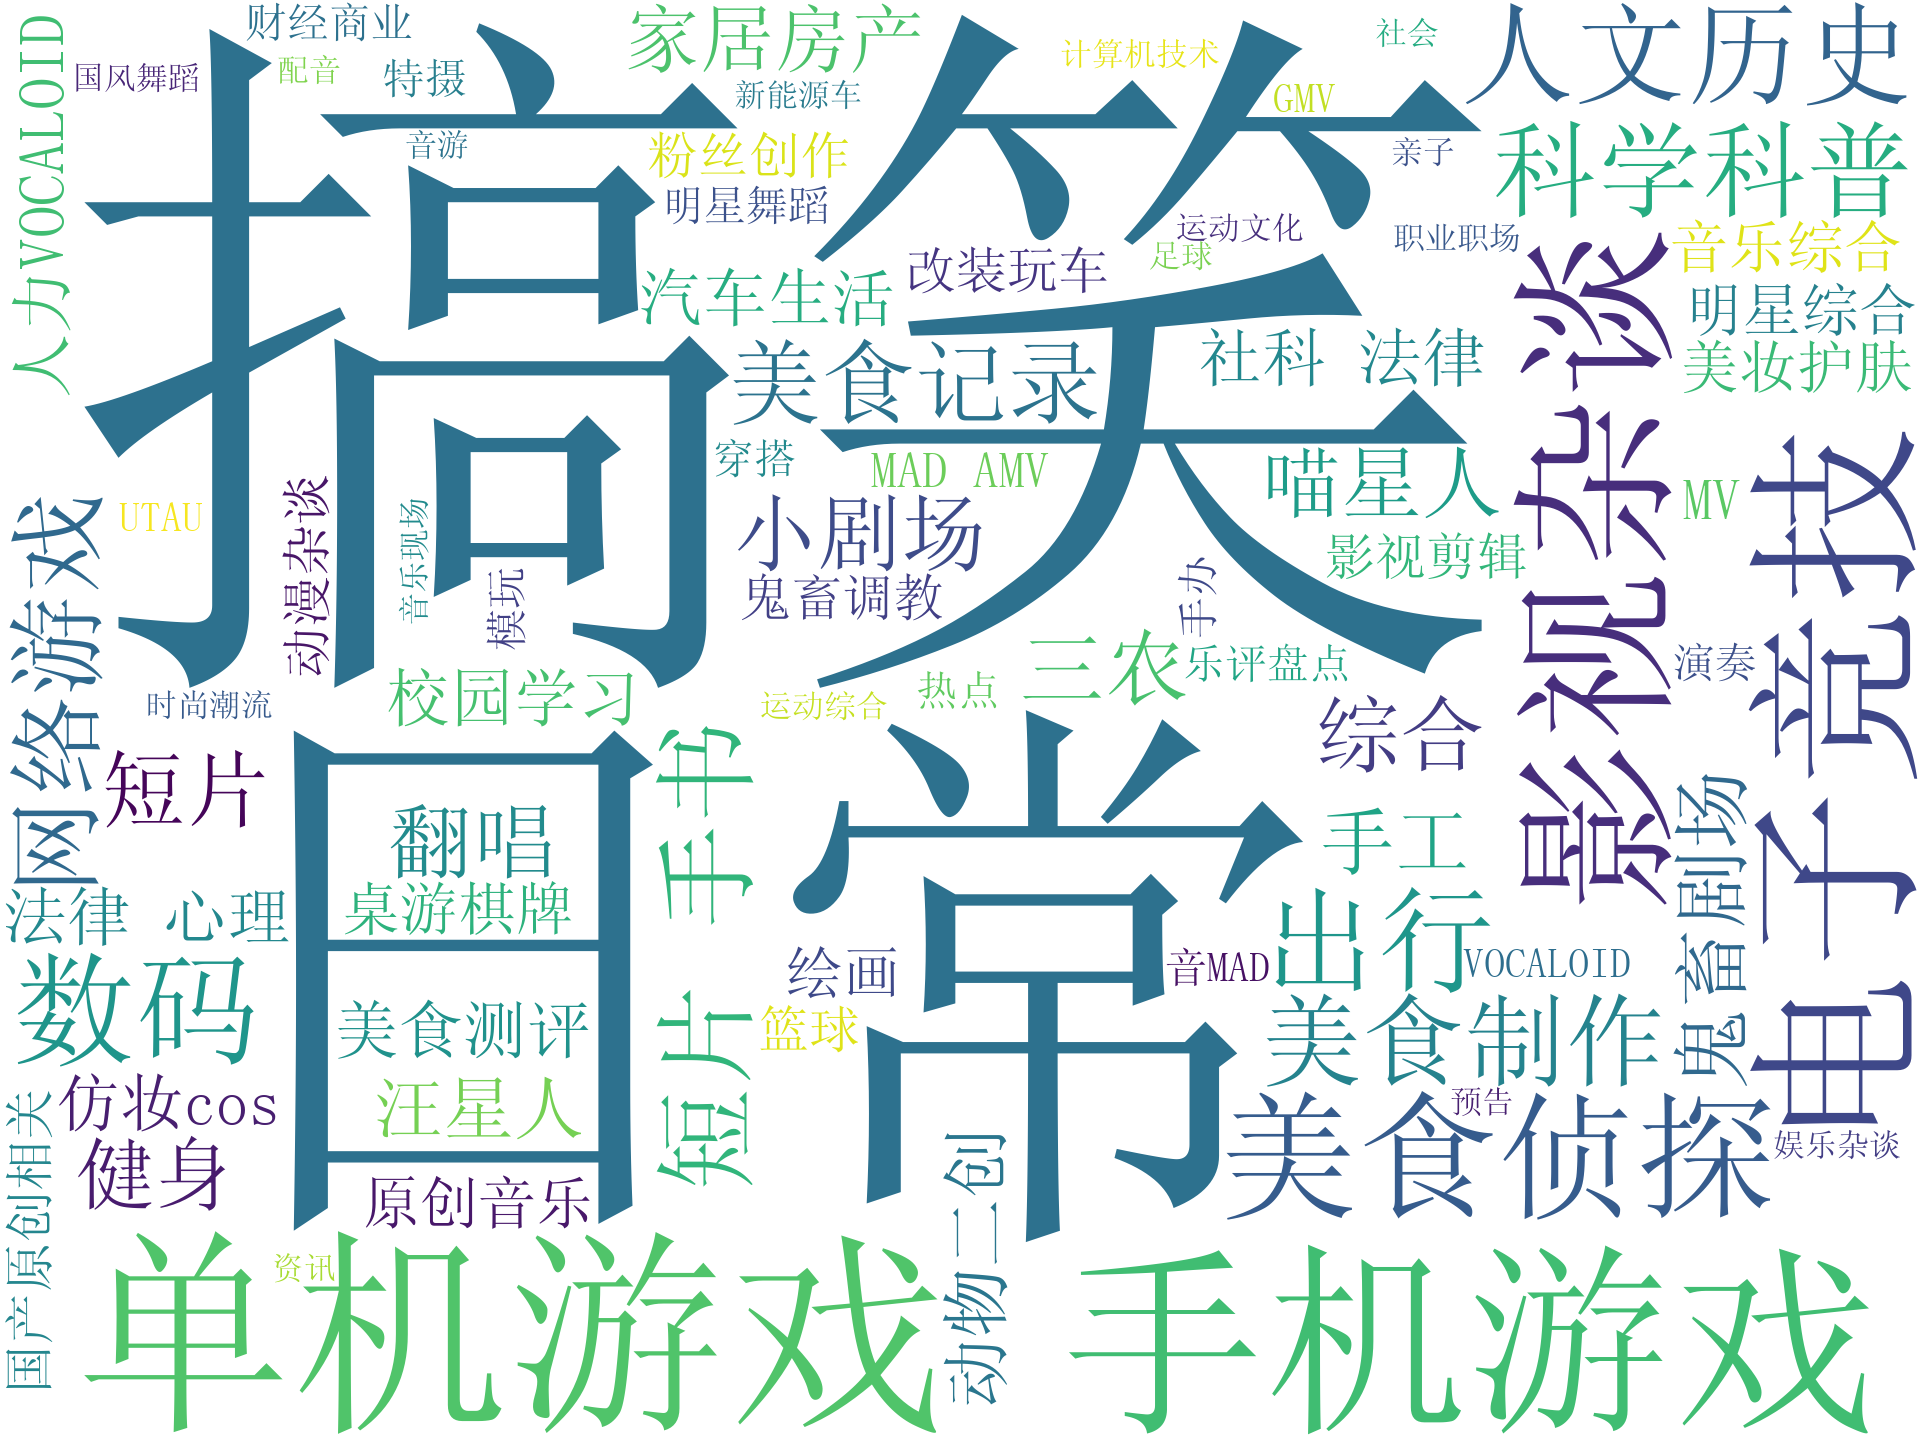 搞笑
日常
单机游戏
手机游戏
电子竞技
影视杂谈
美食侦探
人文历史
科学科普
数码
出行
美食制作
网络游戏
美食记录
家居房产
短片 手书
鬼畜剧场
小剧场
短片
翻唱
喵星人
综合
三农
健身
汪星人
仿妆cos
法律 心理
社科 法律
美食测评
汽车生活
校园学习
手工
原创音乐
桌游棋牌
音乐综合
明星综合
美妆护肤
人力VOCALOID
财经商业
国风舞蹈
配音
特摄
音游
新能源车
粉丝创作
明星舞蹈
计算机技术
GMV
社会
亲子
职业职场
运动文化
足球
改装玩车
穿搭
MAD AMV
鬼畜调教
影视剪辑
MV
UTAU
动漫杂谈
音乐现场
模玩
手办
乐评盘点
演奏
时尚潮流
运动综合
热点
绘画
音MAD
VOCALOID
篮球
预告
娱乐杂谈
动物二创
国产原创相关
资讯